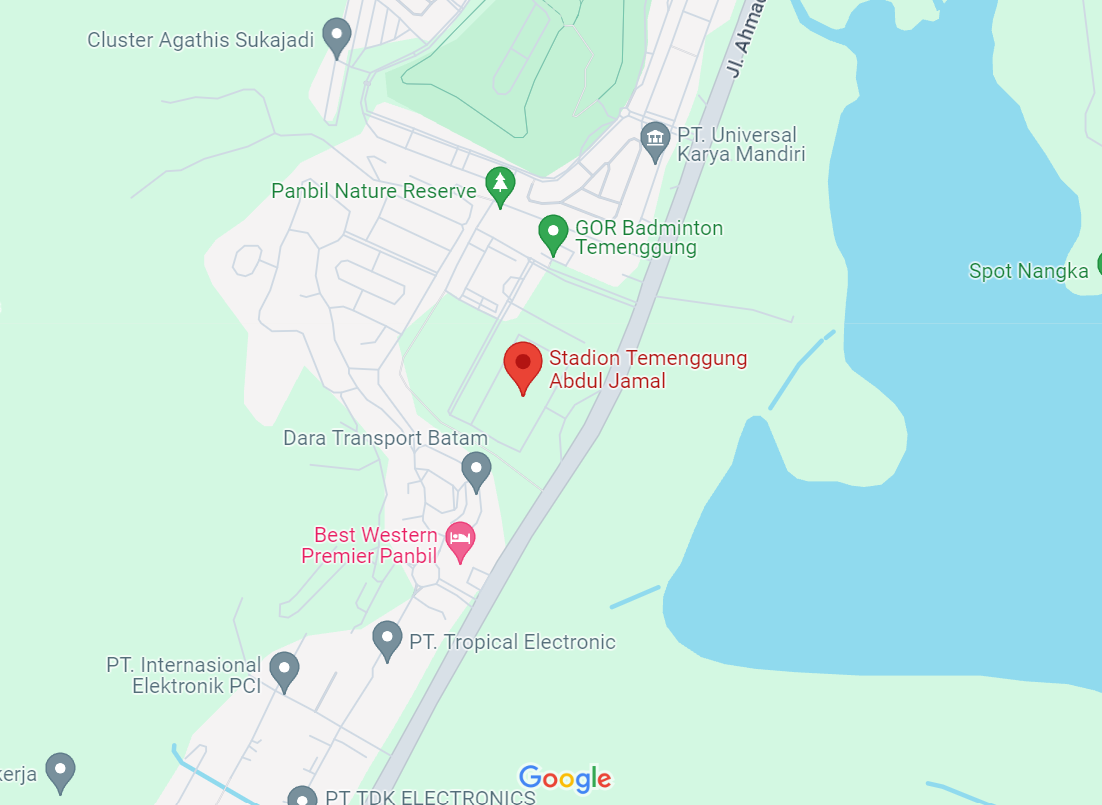 Cluster Agathis Sukajadi
Jl. Ahmad
PT. Universal
Karya Mandiri
Panbil Nature Reserve
GOR Badminton
Temenggung
Spot Nangka
Stadion Temenggung
Abdul Jamal
Dara Transport Batam
Best Western
Premier Panbil
PT. Tropical Electronic
PT. Internasional
Elektronik PCI
kerja
Google
PT TDK ELECTRONICS